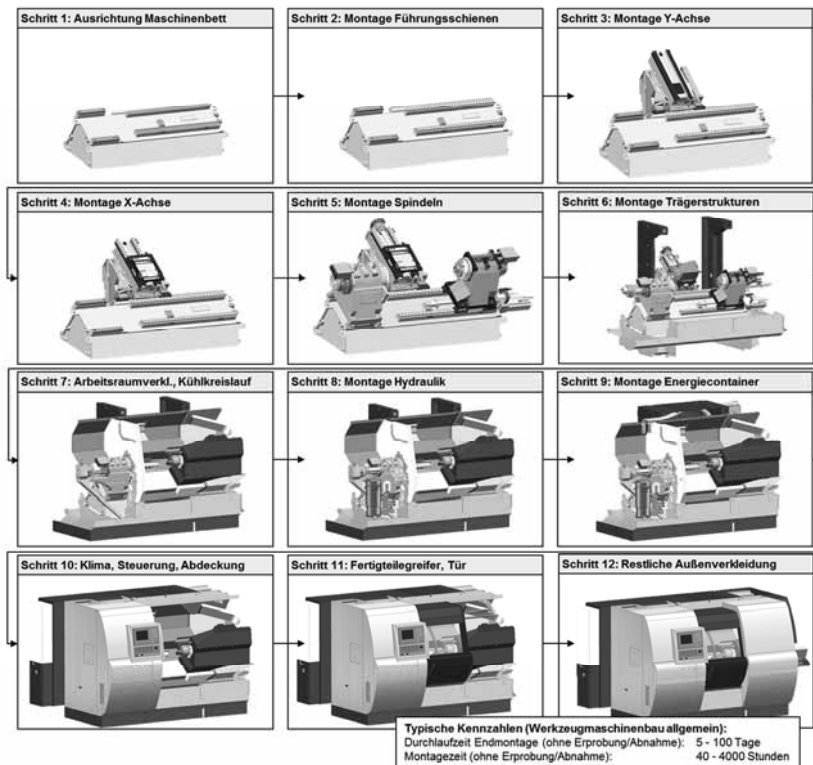 Schritt 1: Ausrichtung Maschinenbett
Schritt 2: Montage Führungsschienen
Schritt 3: Montage Y-Achse
Schritt 4: Montage X-Achse
Schritt 5: Montage Spindeln
Schritt 6: Montage Trägerstrukturen
Schritt 7: Arbeitsraumverkl., Kühlkreislauf
Schritt 8: Montage Hydraulik
Schritt 9: Montage Energiecontainer
Schritt 10: Klima, Steuerung, Abdeckung
Schritt 11: Fertigteilegreifer, Tür
Schritt 12: Restliche Außenverkleidung
Typische Kennzahlen (Werkzeugmaschinenbau allgemein):
Durchlaufzeit Endmontage (ohne Erprobung/Abnahme): 5 - 100 Tage
Montagezeit (ohne Erprobung/Abnahme): 40 - 4000 Stunden